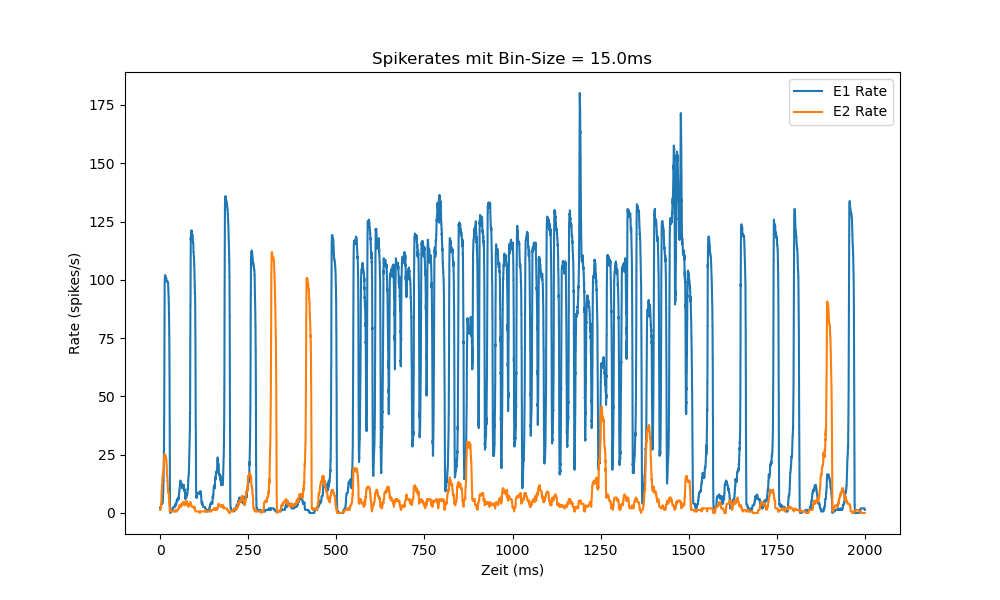 Spikerates mit Bin-Size = 15.0ms
E1 Rate
E2 Rate
Rate (spikes/s)
175
150
125
100
75
50
25
0
0 250 500 750 1000 1250 1500 1750 2000
Zeit (ms)